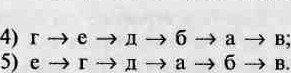 4) г → е → д → б → а → в;
5) е → г → д → а → б → в.